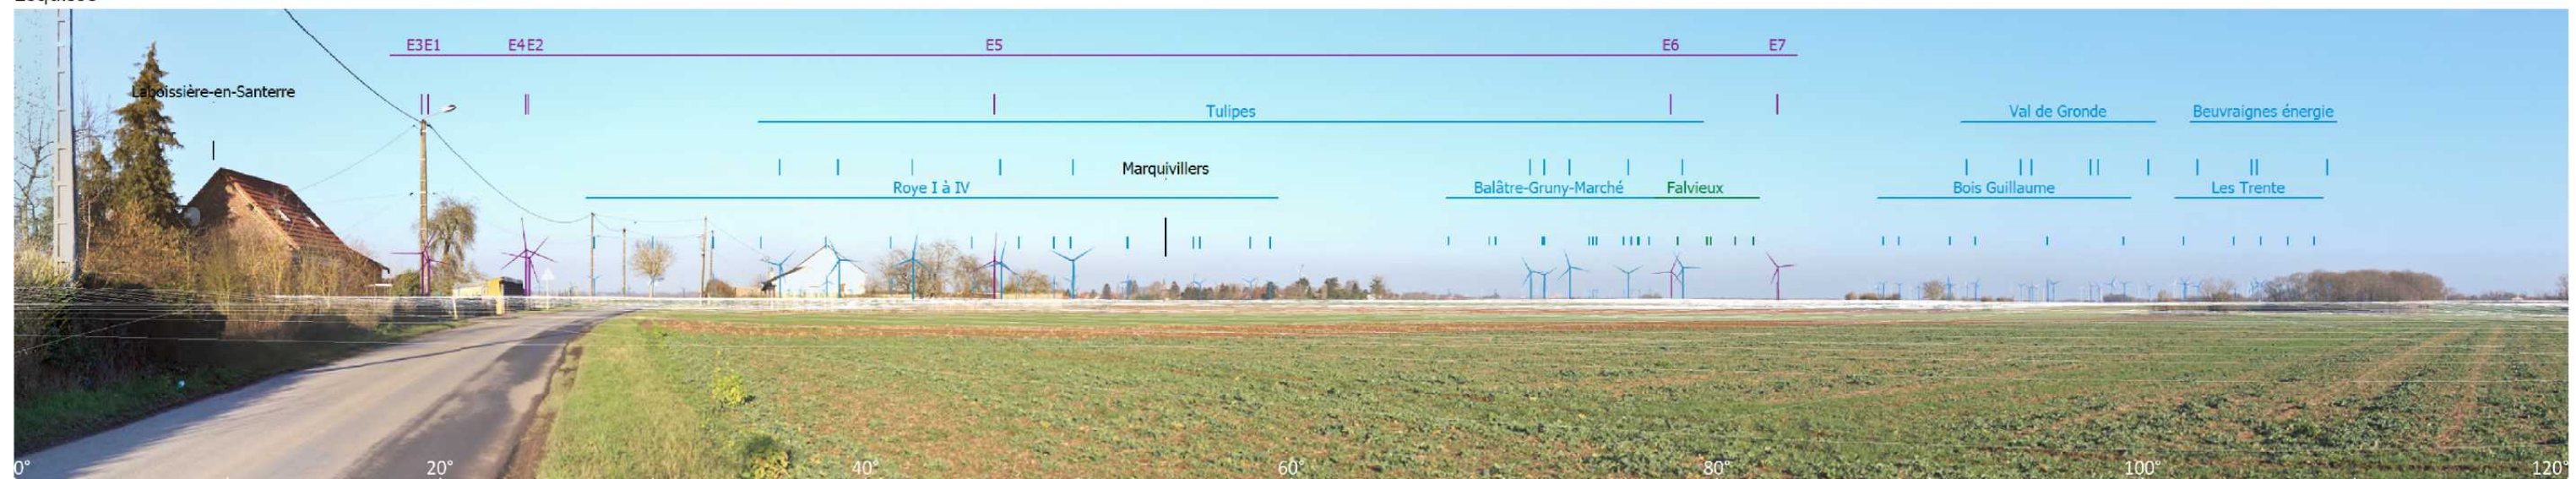 E3E1 E4E2 E5 E6 E7
Laboissière-en-Santerre
Tulipes Val de Gronde Beuvraignes énergie
Marquivillers
Roye I à IV Balâtre-Gruny-Marché Falvieux Bois Guillaume Les Trente
0° 20° 40° 60° 80° 100° 120°